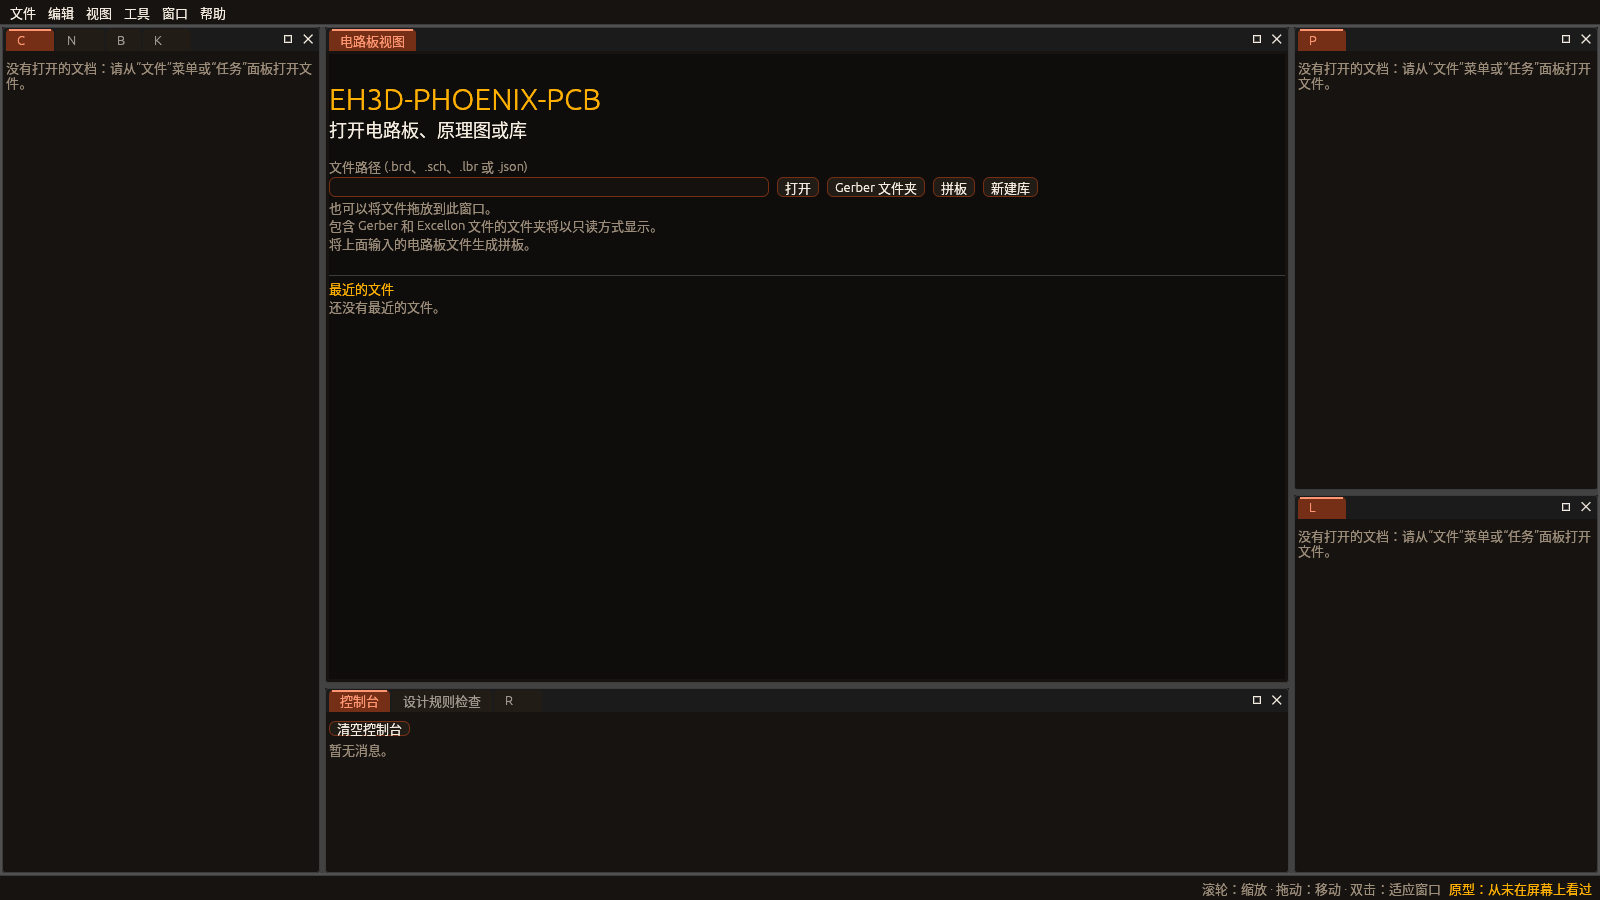 文件 编辑 视图 工具 窗口 帮助
C N B K
没有打开的文档：请从“文件”菜单或“任务”面板打开文
件。
电路板视图
EH3D-PHOENIX-PCB
打开电路板、原理图或库
文件路径 (.brd、.sch、.lbr 或 .json)
打开 Gerber 文件夹 拼板 新建库
也可以将文件拖放到此窗口。
包含 Gerber 和 Excellon 文件的文件夹将以只读方式显示。
将上面输入的电路板文件生成拼板。
最近的文件
还没有最近的文件。
控制台 设计规则检查 R
清空控制台
暂无消息。
P
没有打开的文档：请从“文件”菜单或“任务”面板打开
文件。
L
没有打开的文档：请从“文件”菜单或“任务”面板打开
文件。
滚轮：缩放 · 拖动：移动 · 双击：适应窗口 原型：从未在屏幕上看过